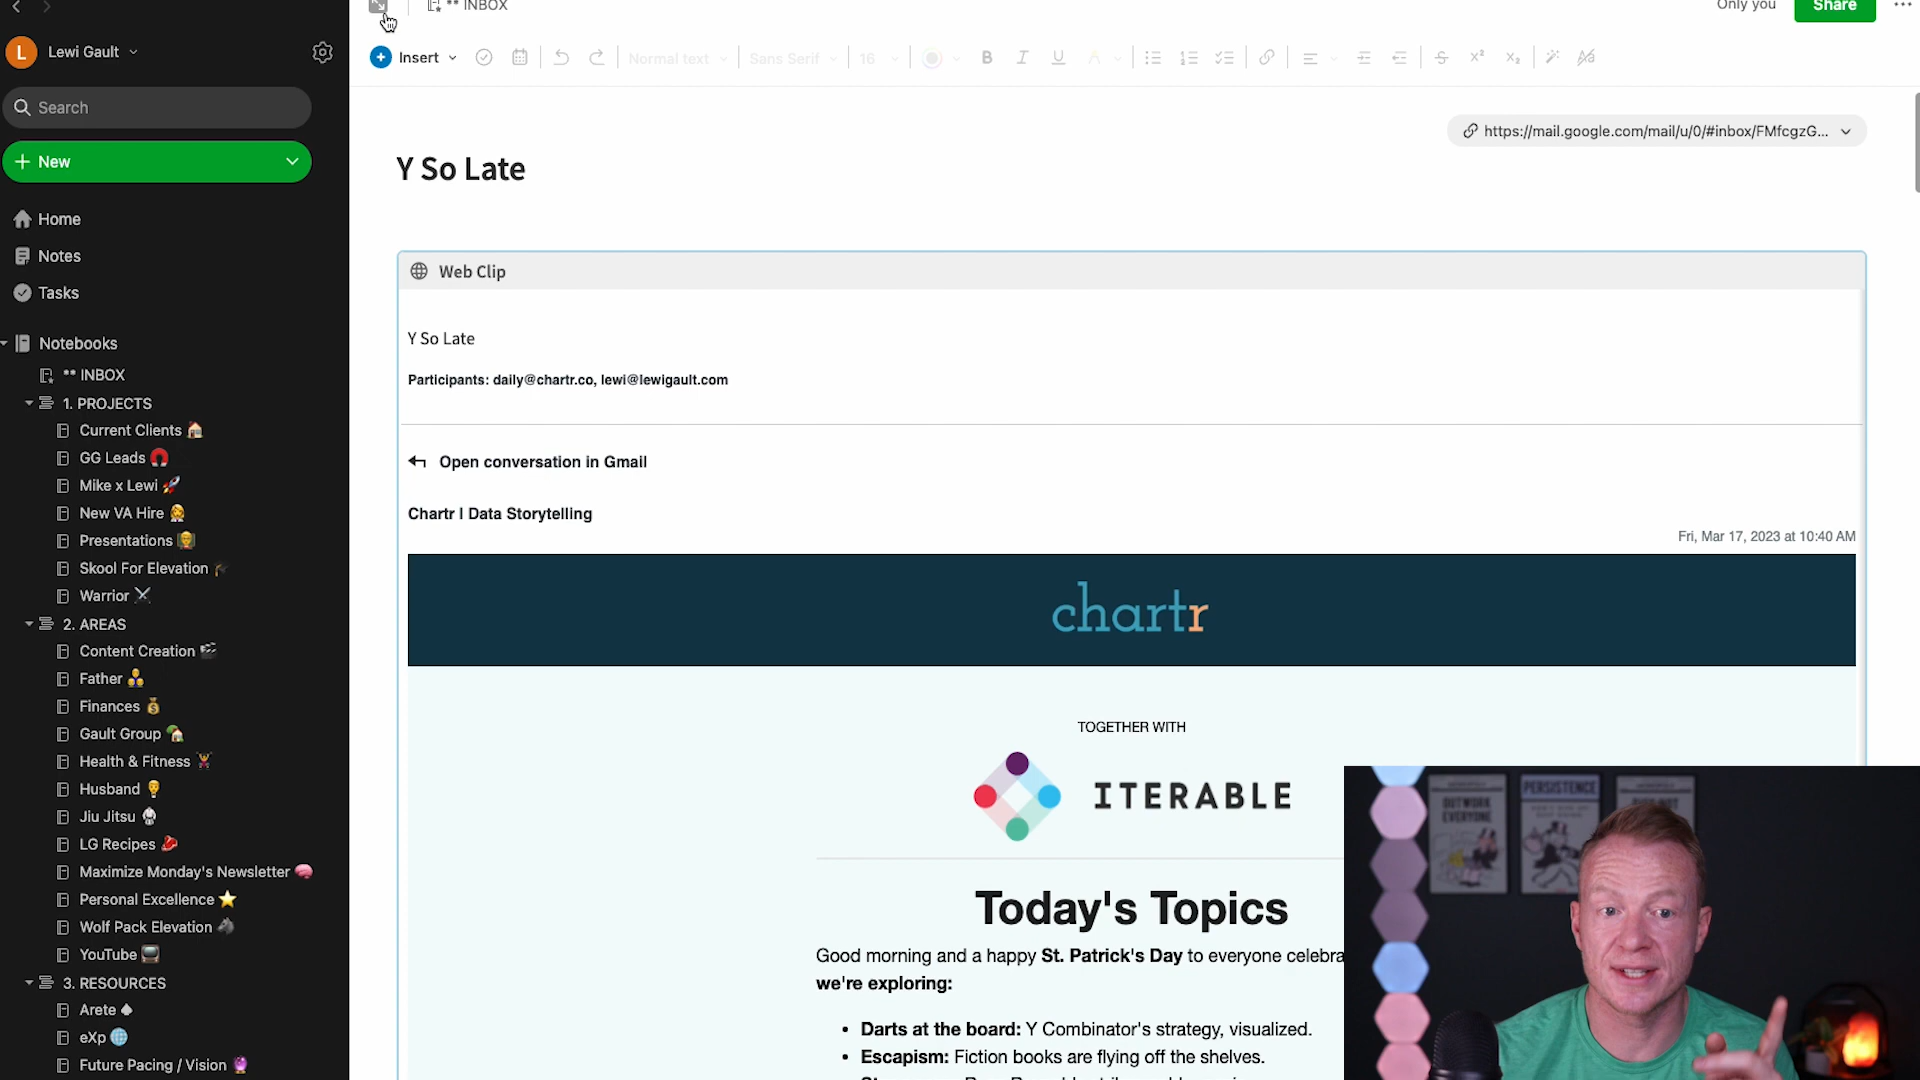 ** INBOX
Only you
Share
L
Lewi Gault
Insert
Normal text
Sans Serif
16
B
I
U
A
Search
https://mail.google.com/mail/u/0/#inbox/FMfcgzG...
+ New
Y So Late
Home
Notes
Tasks
Web Clip
Y So Late
Participants: daily@chartr.co, lewi@lewigault.com
Open conversation in Gmail
Chartr | Data Storytelling
Fri, Mar 17, 2023 at 10:40 AM
chartr
TOGETHER WITH
ITERABLE
Today's Topics
Good morning and a happy St. Patrick's Day to everyone celebra
we're exploring:
• Darts at the board: Y Combinator's strategy, visualized.
• Escapism: Fiction books are flying off the shelves.
Notebooks
** INBOX
1. PROJECTS
Current Clients
GG Leads
Mike x Lewi
New VA Hire
Presentations
Skool For Elevation
Warrior
2. AREAS
Content Creation
Father
Finances
Gault Group
Health & Fitness
Husband
Jiu Jitsu
LG Recipes
Maximize Monday's Newsletter
Personal Excellence
Wolf Pack Elevation
YouTube
3. RESOURCES
Arete
eXp
Future Pacing / Vision
OUTWORK
EVERYONE
PERSISTENCE